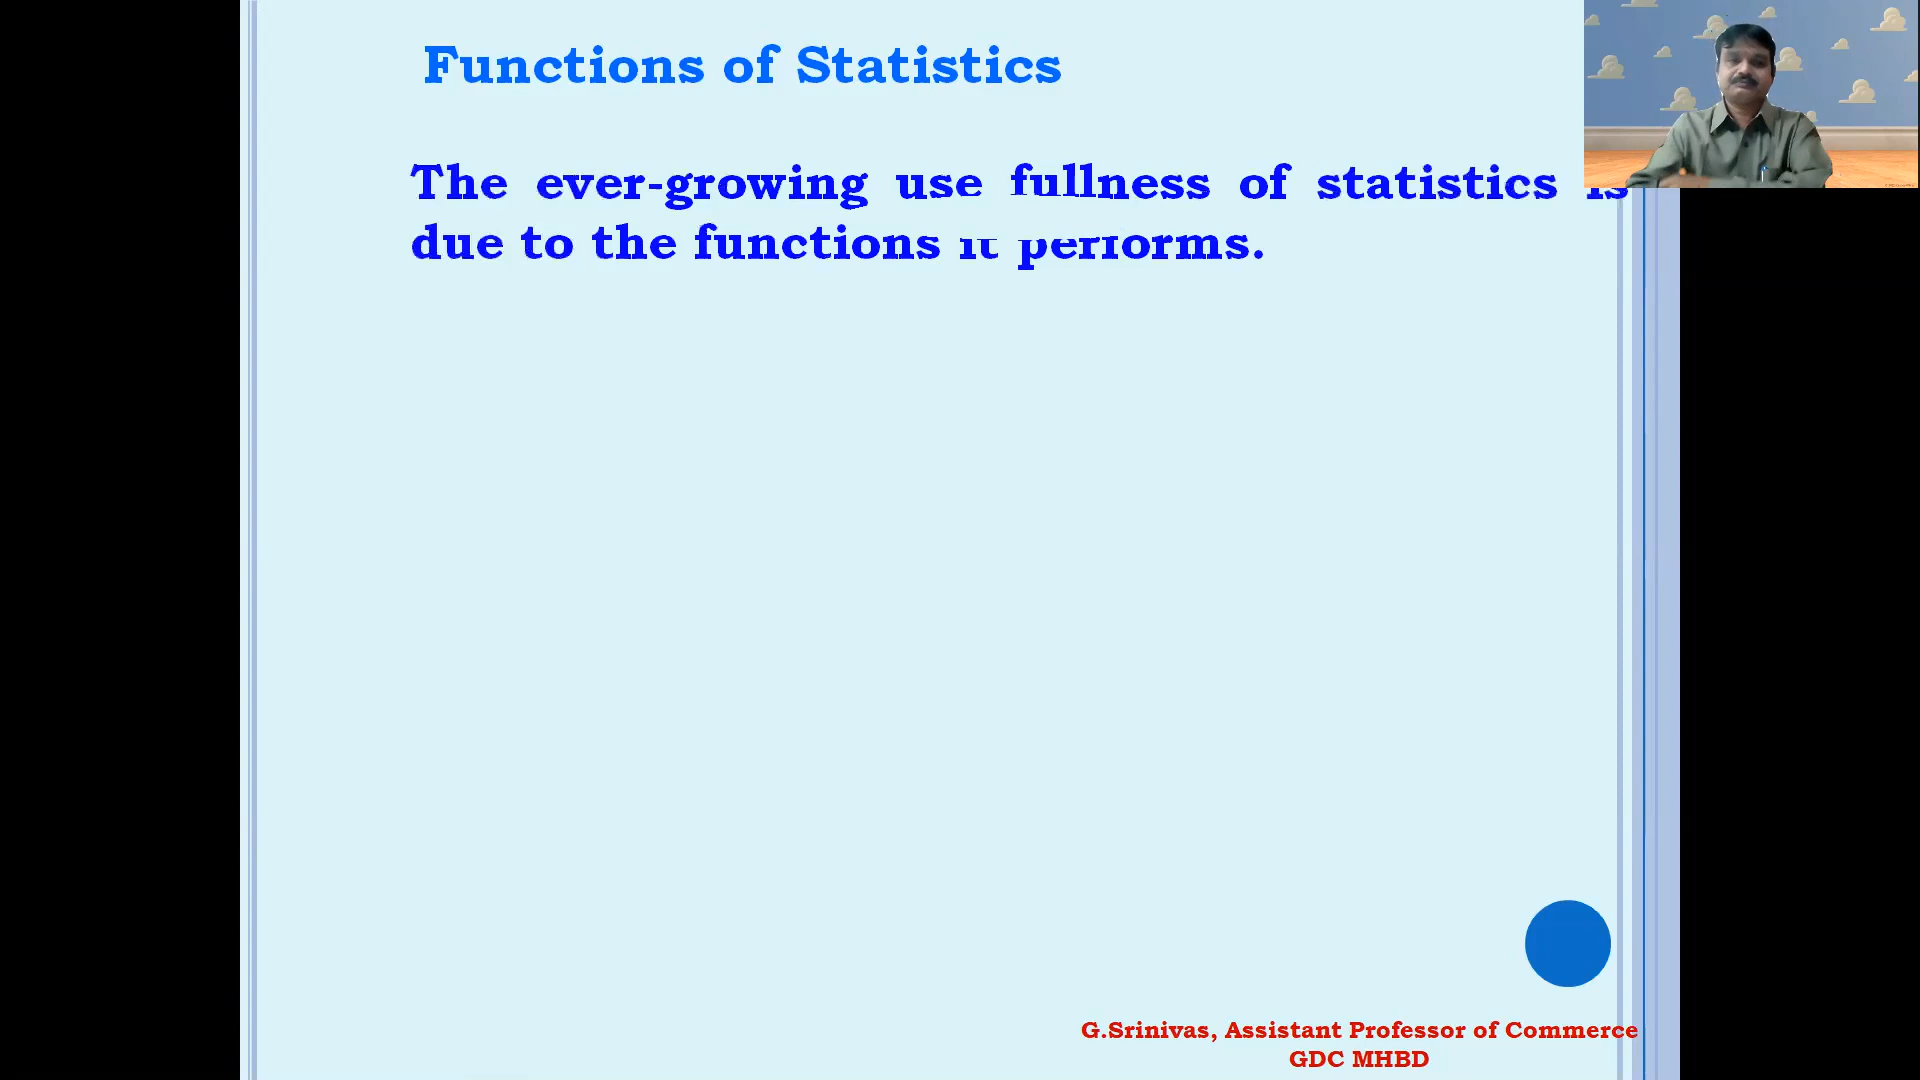 Functions of Statistics
The ever-growing use fullness of statistics is
due to the functions it performs.
G.Srinivas, Assistant Professor of Commerce
GDC MHBD